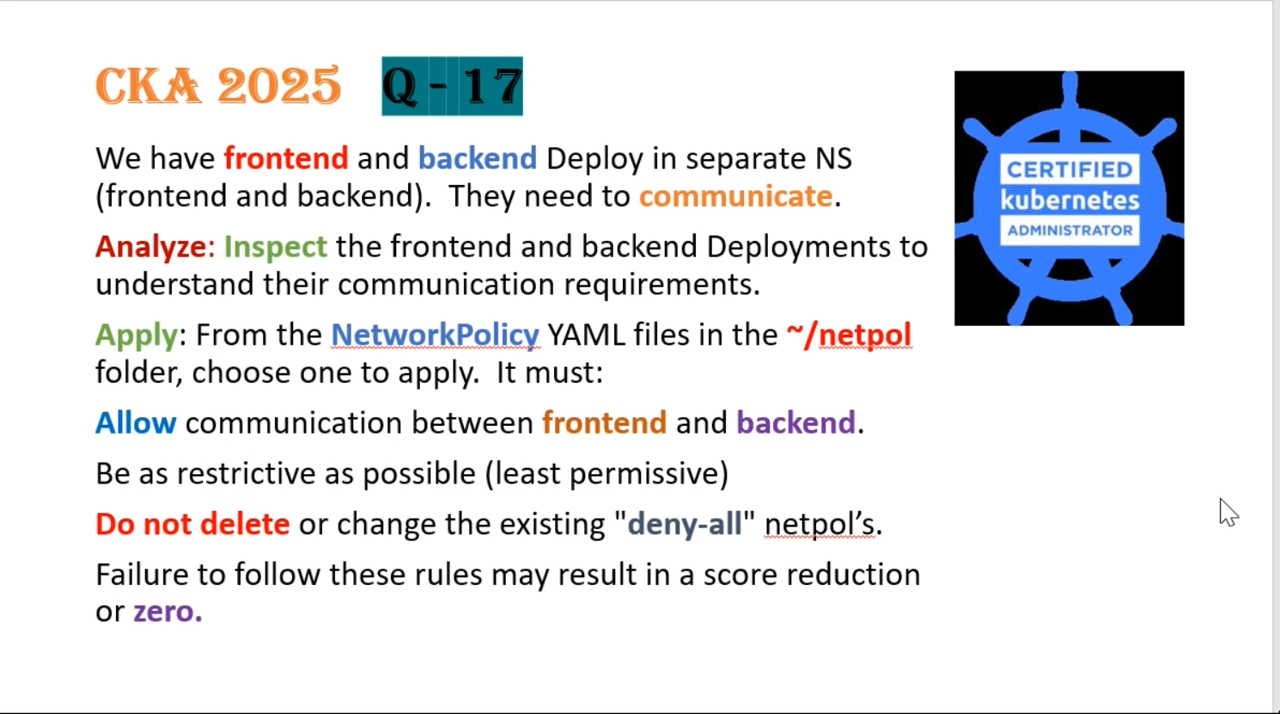 CKA 2025 Q - 17
We have frontend and backend Deploy in separate NS
(frontend and backend).  They need to communicate.
Analyze: Inspect the frontend and backend Deployments to
understand their communication requirements.
Apply: From the NetworkPolicy YAML files in the ~/netpol
folder, choose one to apply.  It must:
Allow communication between frontend and backend.
Be as restrictive as possible (least permissive)
Do not delete or change the existing "deny-all" netpol’s.
Failure to follow these rules may result in a score reduction
or zero.
CERTIFIED
kubernetes
ADMINISTRATOR